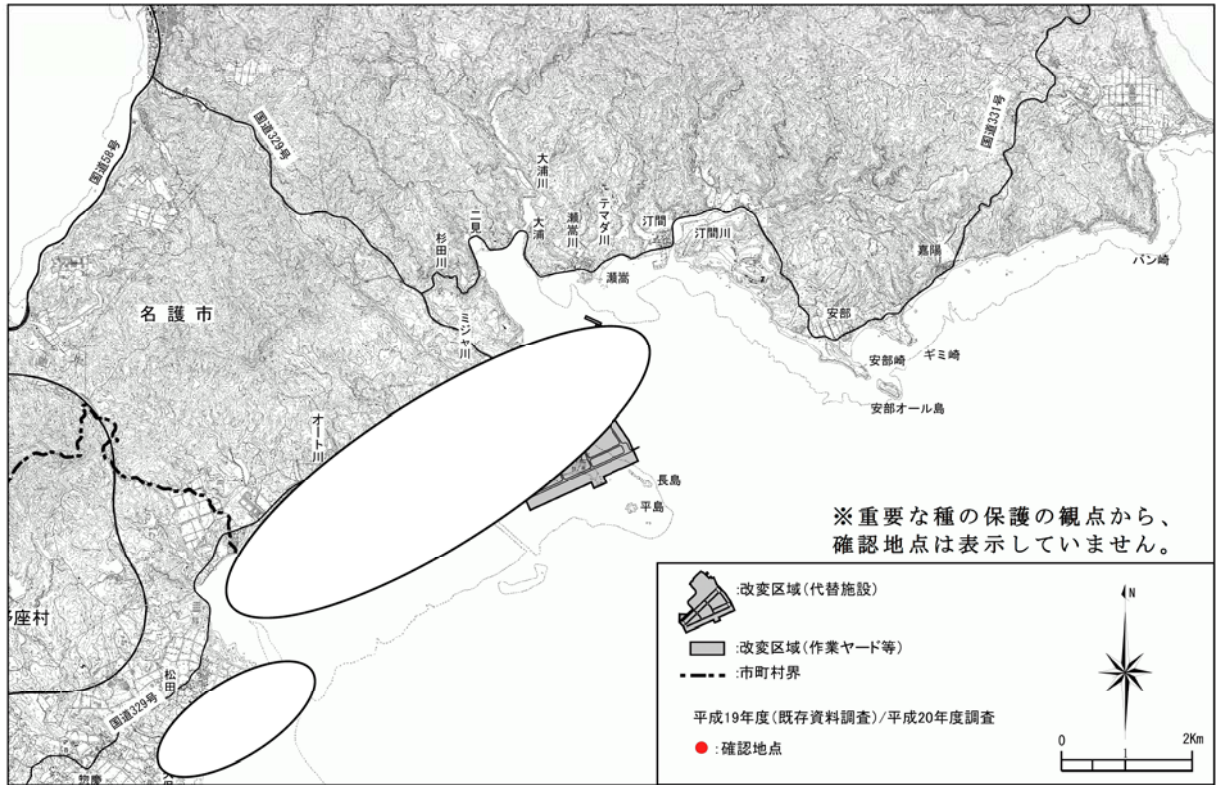 国道58号
国道329号
国道331号
大浦川
大浦
瀬嵩川
テマダ川
汀間
汀間川
二見
杉田川
瀬嵩
嘉陽
バン崎
名護市
ミジャ川
安部
安部崎
ギミ崎
安部オール島
オート川
長島
平島
※重要な種の保護の観点から、
確認地点は表示していません。
:改変区域(代替施設)
:改変区域(作業ヤード等)
:市町村界
平成19年度(既存資料調査)/平成20年度調査
:確認地点
N
0
1
2Km
座村
松田
国道329号
惣慶